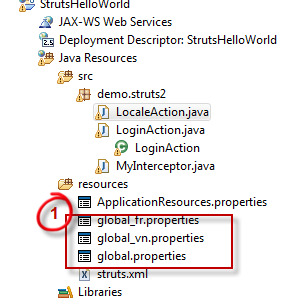 StrutsHelloWorld
JAX-WS Web Services
Deployment Descriptor: StrutsHelloWorld
Java Resources
src
demo.struts2
LocaleAction.java
LoginAction.java
LoginAction
MyInterceptor.java
resources
ApplicationResources.properties
1
global_fr.properties
global_vn.properties
global.properties
struts.xml
Libraries